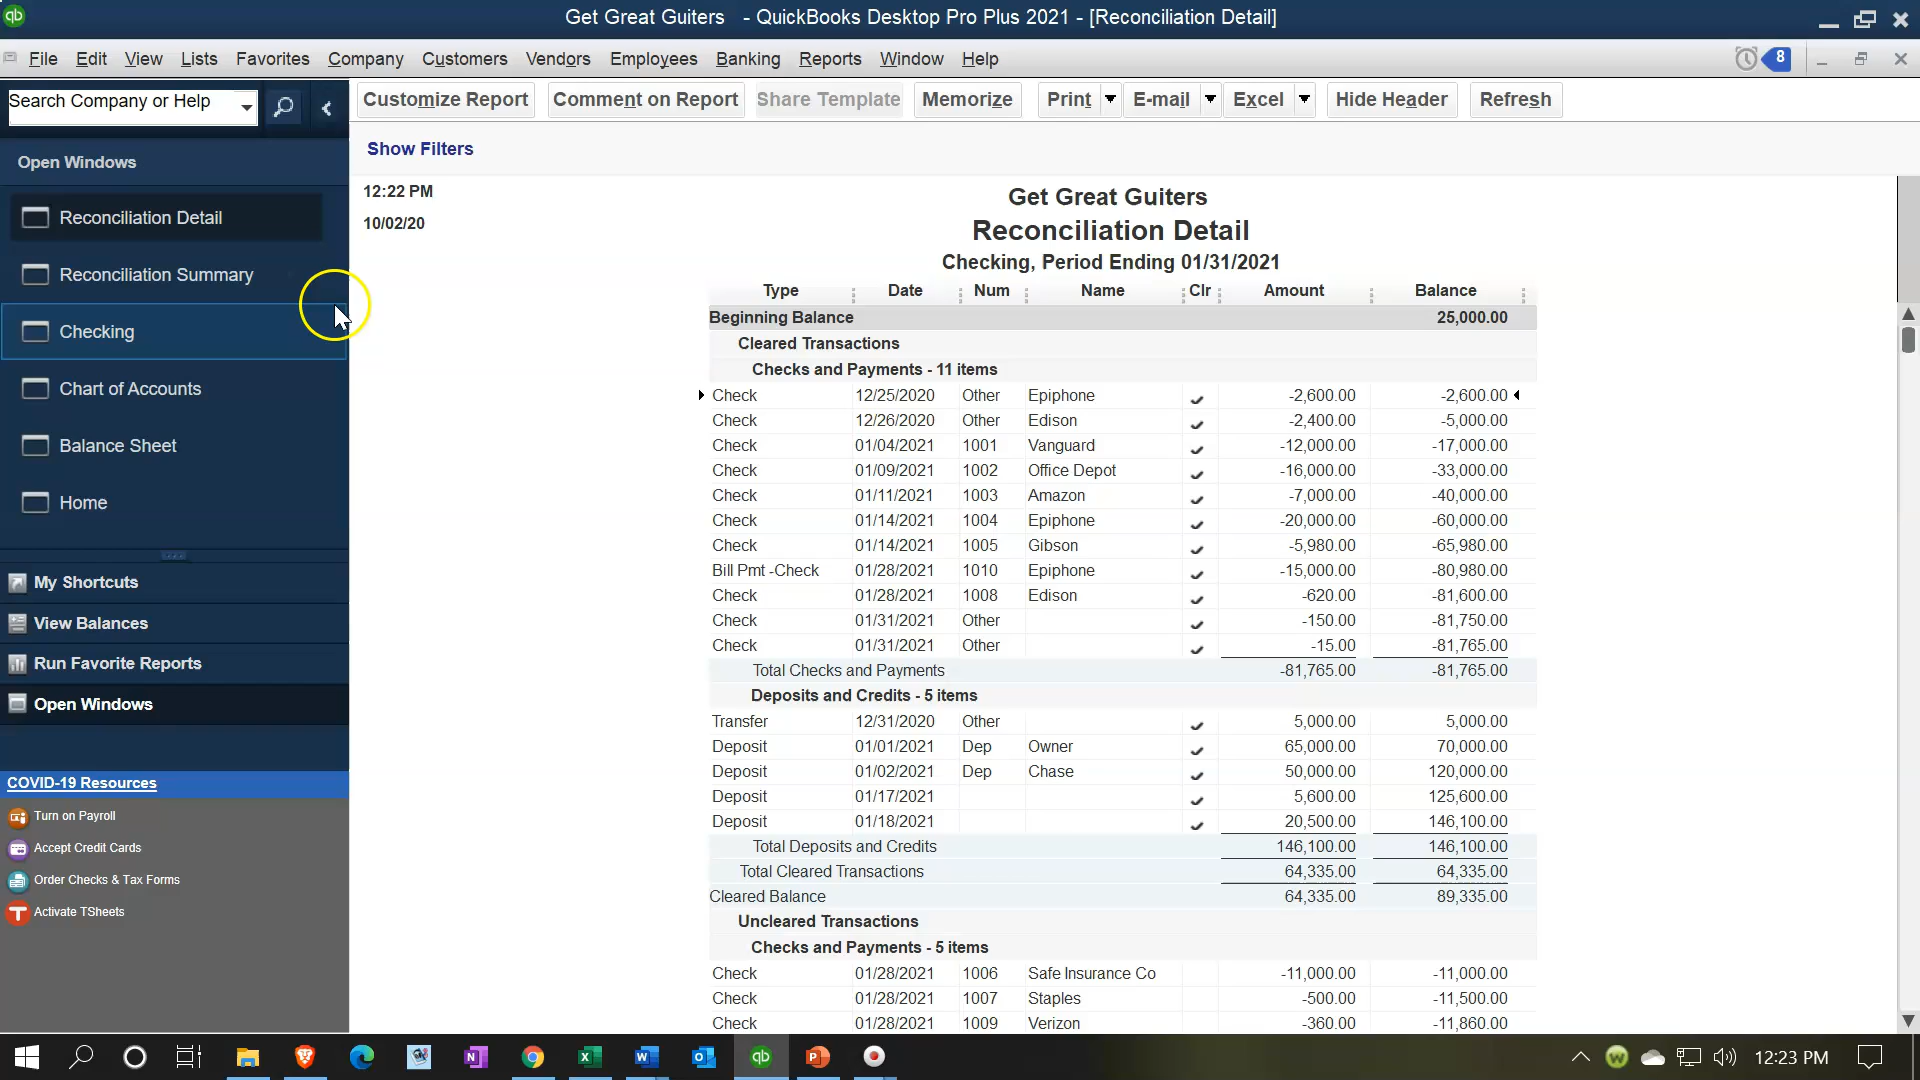 qb Get Great Guiters - QuickBooks Desktop Pro Plus 2021 - [Reconciliation Detail]
File Edit View Lists Favorites Company Customers Vendors Employees Banking Reports Window Help 8
Search Company or Help
Customize Report Comment on Report Share Template Memorize Print E-mail Excel Hide Header Refresh
Open Windows
Reconciliation Detail
Reconciliation Summary
Checking
Chart of Accounts
Balance Sheet
Home
My Shortcuts
View Balances
Run Favorite Reports
Open Windows
COVID-19 Resources
Turn on Payroll
Accept Credit Cards
Order Checks & Tax Forms
Activate TSheets
Show Filters
12:22 PM
10/02/20
Get Great Guiters
Reconciliation Detail
Checking, Period Ending 01/31/2021
Type Date Num Name Clr Amount Balance
Beginning Balance 25,000.00
Cleared Transactions
Checks and Payments - 11 items
Check 12/25/2020 Other Epiphone -2,600.00 -2,600.00
Check 12/26/2020 Other Edison -2,400.00 -5,000.00
Check 01/04/2021 1001 Vanguard -12,000.00 -17,000.00
Check 01/09/2021 1002 Office Depot -16,000.00 -33,000.00
Check 01/11/2021 1003 Amazon -7,000.00 -40,000.00
Check 01/14/2021 1004 Epiphone -20,000.00 -60,000.00
Check 01/14/2021 1005 Gibson -5,980.00 -65,980.00
Bill Pmt -Check 01/28/2021 1010 Epiphone -15,000.00 -80,980.00
Check 01/28/2021 1008 Edison -620.00 -81,600.00
Check 01/31/2021 Other -150.00 -81,750.00
Check 01/31/2021 Other -15.00 -81,765.00
Total Checks and Payments -81,765.00 -81,765.00
Deposits and Credits - 5 items
Transfer 12/31/2020 Other 5,000.00 5,000.00
Deposit 01/01/2021 Dep Owner 65,000.00 70,000.00
Deposit 01/02/2021 Dep Chase 50,000.00 120,000.00
Deposit 01/17/2021 5,600.00 125,600.00
Deposit 01/18/2021 20,500.00 146,100.00
Total Deposits and Credits 146,100.00 146,100.00
Total Cleared Transactions 64,335.00 64,335.00
Cleared Balance 64,335.00 89,335.00
Uncleared Transactions
Checks and Payments - 5 items
Check 01/28/2021 1006 Safe Insurance Co -11,000.00 -11,000.00
Check 01/28/2021 1007 Staples -500.00 -11,500.00
Check 01/28/2021 1009 Verizon -360.00 -11,860.00
12:23 PM